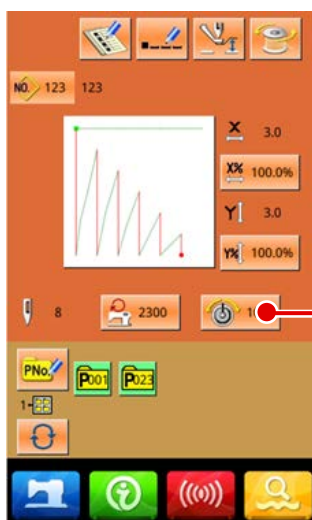 NO. 123 123
X 3.0
X% 100.0%
Y 3.0
Y% 100.0%
8 2300
PNo.
P001 P023
1-